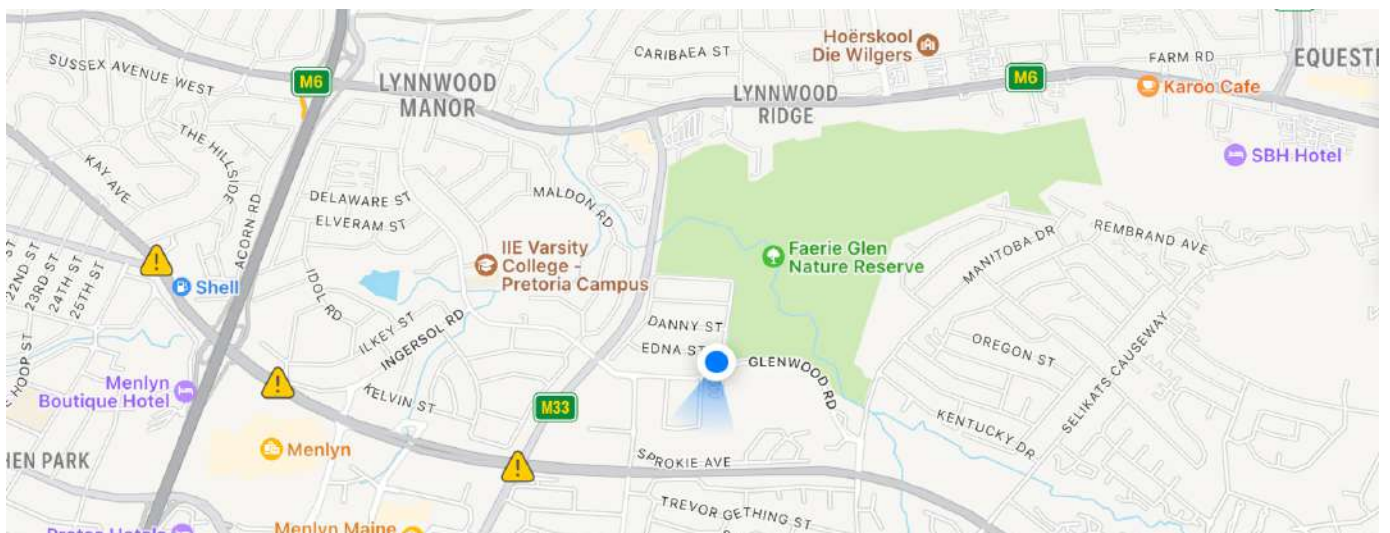 Hoërskool
Die Wilgers
CARIBAEA ST
FARM RD
EQUESTI
SUSSEX AVENUE WEST
M6
LYNNWOOD
MANOR
LYNNWOOD
RIDGE
M6
Karoo Cafe
THE HILLSIDE
SBH Hotel
KAY AVE
DELAWARE ST
ELVERAM ST
MALDON RD
ACORN RD
REMBRAND AVE
MANITOBA DR
IIE Varsity
College -
Pretoria Campus
Faerie Glen
Nature Reserve
22ND ST
23RD ST
24TH ST
25TH ST
Shell
IDOL RD
ILKEY ST
INGERSOL RD
DANNY ST
EDNA ST
GLENWOOD RD
OREGON ST
SELIKATS CAUSEWAY
E HOOP ST
Menlyn
Boutique Hotel
KELVIN ST
M33
KENTUCKY DR
Menlyn
HEN PARK
SPROKIE AVE
TREVOR GETHING ST
Menlyn Maine